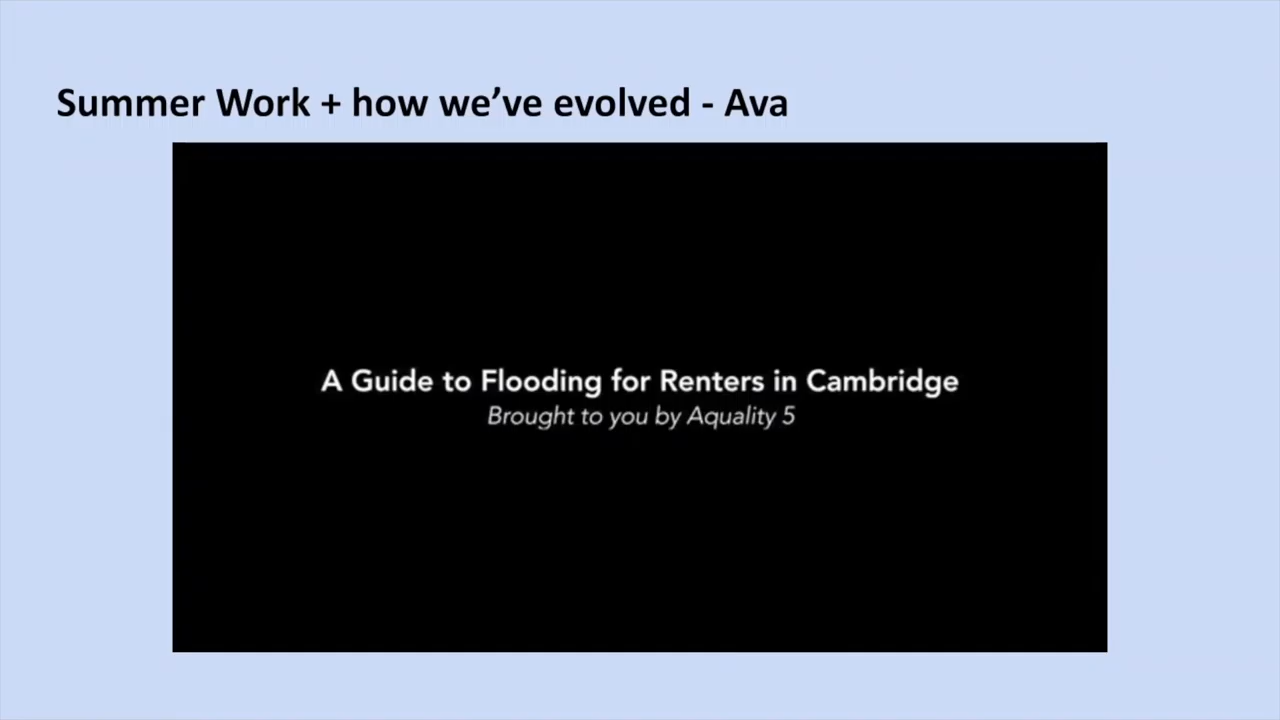 Summer Work + how we’ve evolved - Ava
A Guide to Flooding for Renters in Cambridge
Brought to you by Aquality 5